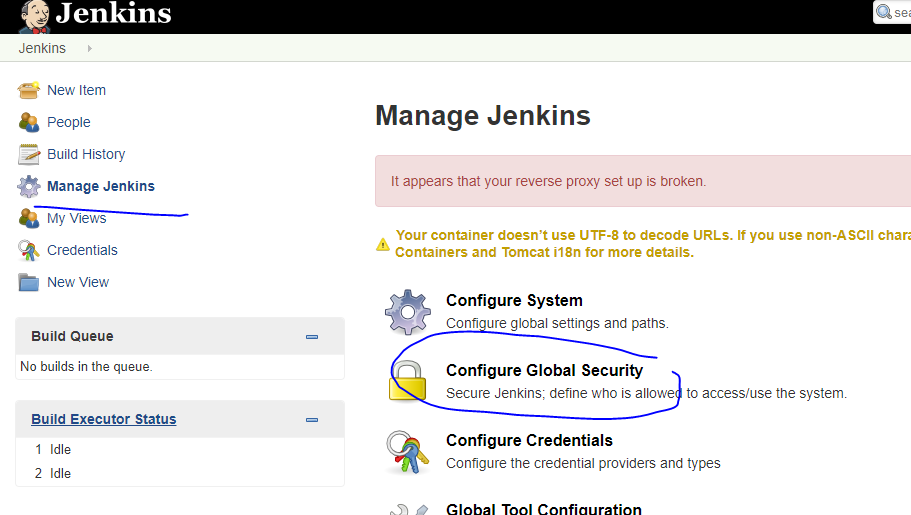 Jenkins
sea
Jenkins
New Item
People
Build History
Manage Jenkins
My Views
Credentials
New View
Build Queue
No builds in the queue.
Build Executor Status
1 Idle
2 Idle
Manage Jenkins
It appears that your reverse proxy set up is broken.
Your container doesn't use UTF-8 to decode URLs. If you use non-ASCII chara
Containers and Tomcat i18n for more details.
Configure System
Configure global settings and paths.
Configure Global Security
Secure Jenkins; define who is allowed to access/use the system.
Configure Credentials
Configure the credential providers and types
Global Tool Configuration